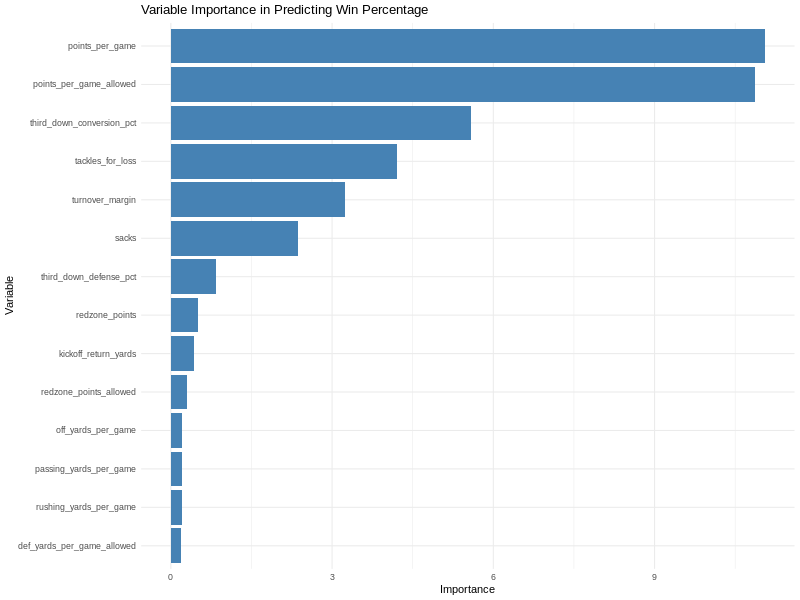 Variable Importance in Predicting Win Percentage
points_per_game
points_per_game_allowed
third_down_conversion_pct
tackles_for_loss
turnover_margin
sacks
third_down_defense_pct
redzone_points
kickoff_return_yards
redzone_points_allowed
off_yards_per_game
passing_yards_per_game
rushing_yards_per_game
def_yards_per_game_allowed
Variable
0 3 6 9
Importance